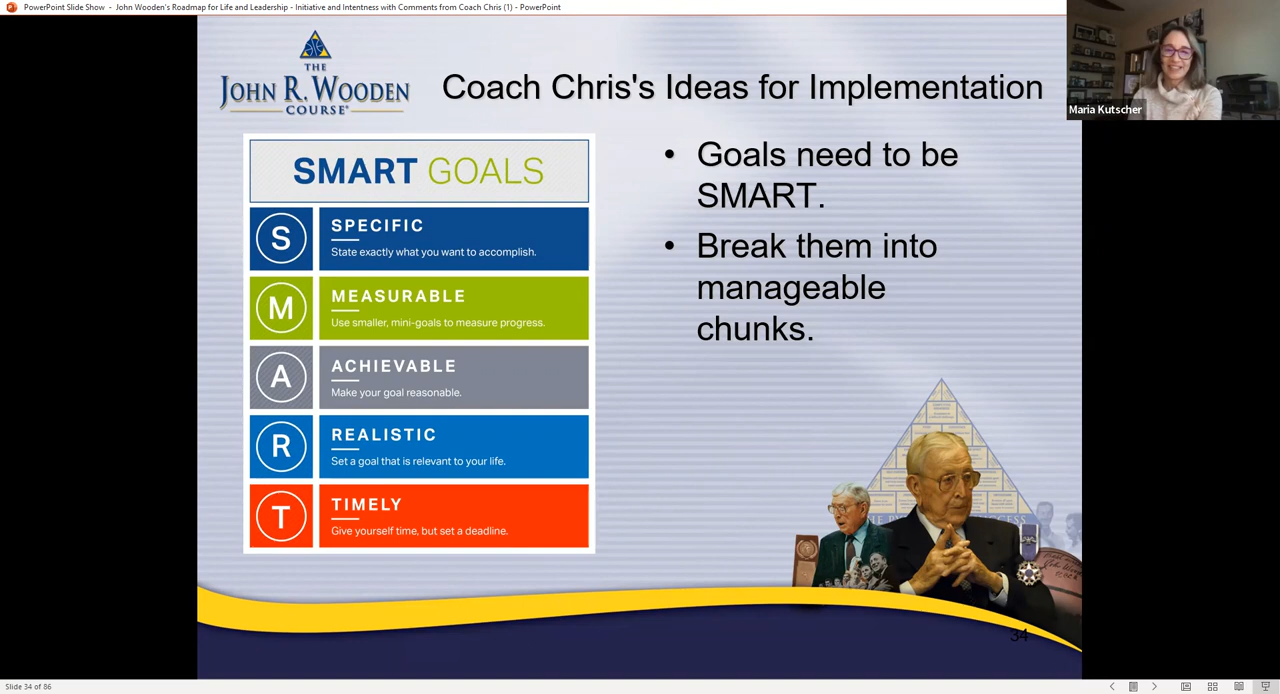 PowerPoint Slide Show - John Wooden's Roadmap for Life and Leadership - Initiative and Intentness with Comments from Coach Chris (1) - PowerPoint
Maria Kutscher
THE
JOHN R. WOODEN
COURSE
Coach Chris's Ideas for Implementation
SMART GOALS
S
SPECIFIC
State exactly what you want to accomplish.
M
MEASURABLE
Use smaller, mini-goals to measure progress.
A
ACHIEVABLE
Make your goal reasonable.
R
REALISTIC
Set a goal that is relevant to your life.
T
TIMELY
Give yourself time, but set a deadline.
• Goals need to be
SMART.
• Break them into
manageable
chunks.
34
Slide 34 of 86